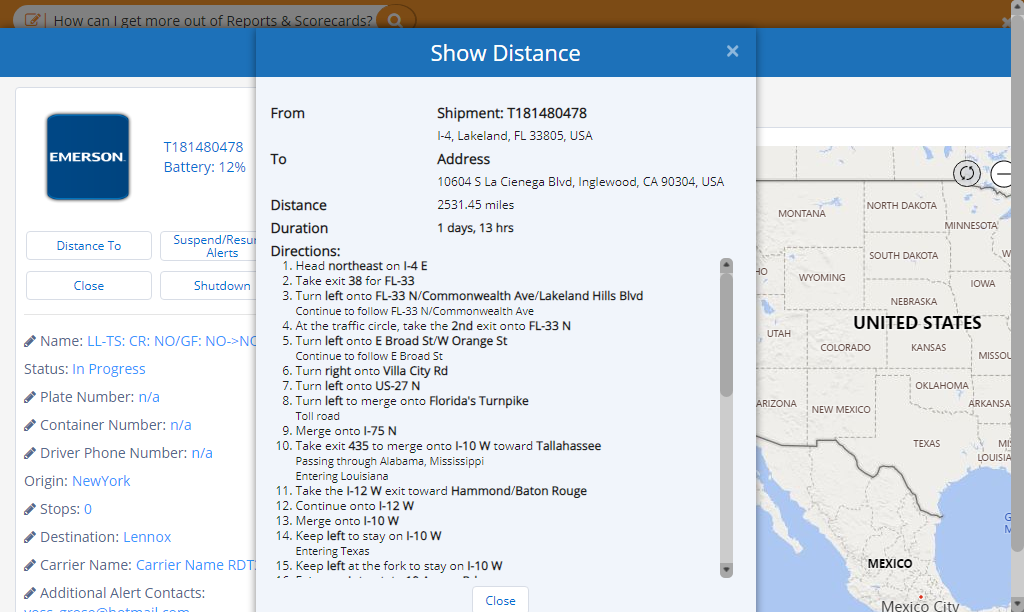 How can I get more out of Reports & Scorecards?
Show Distance
×
EMERSON.
T181480478
Battery: 12%
Distance To
Suspend/Resu
Alerts
Close
Shutdown
Name: LL-TS: CR: NO/GF: NO->NO
Status: In Progress
Plate Number: n/a
Container Number: n/a
Driver Phone Number: n/a
Origin: NewYork
Stops: 0
Destination: Lennox
Carrier Name: Carrier Name RDT
Additional Alert Contacts:
From
Shipment: T181480478
I-4, Lakeland, FL 33805, USA
To
Address
10604 S La Cienega Blvd, Inglewood, CA 90304, USA
Distance
2531.45 miles
Duration
1 days, 13 hrs
Directions:
1. Head northeast on I-4 E
2. Take exit 38 for FL-33
3. Turn left onto FL-33 N/Commonwealth Ave/Lakeland Hills Blvd
Continue to follow FL-33 N/Commonwealth Ave
4. At the traffic circle, take the 2nd exit onto FL-33 N
5. Turn left onto E Broad St/W Orange St
Continue to follow E Broad St
6. Turn right onto Villa City Rd
7. Turn left onto US-27 N
8. Turn left to merge onto Florida's Turnpike
Toll road
9. Merge onto I-75 N
10. Take exit 435 to merge onto I-10 W toward Tallahassee
Passing through Alabama, Mississippi
Entering Louisiana
11. Take the I-12 W exit toward Hammond/Baton Rouge
12. Continue onto I-12 W
13. Merge onto I-10 W
14. Keep left to stay on I-10 W
Entering Texas
15. Keep left at the fork to stay on I-10 W
Close
MONTANA
NORTH DAKOTA
MINNESOTA
SOUTH DAKOTA
HO
WYOMING
IOWA
NEBRASKA
UNITED STATES
UTAH
COLORADO
KANSAS
MISSOU
OKLAHOMA
ARIZONA
NEW MEXICO
ARKANSA
TEXAS
MIS
LOUISIA
G
M
MEXICO
Mexico City